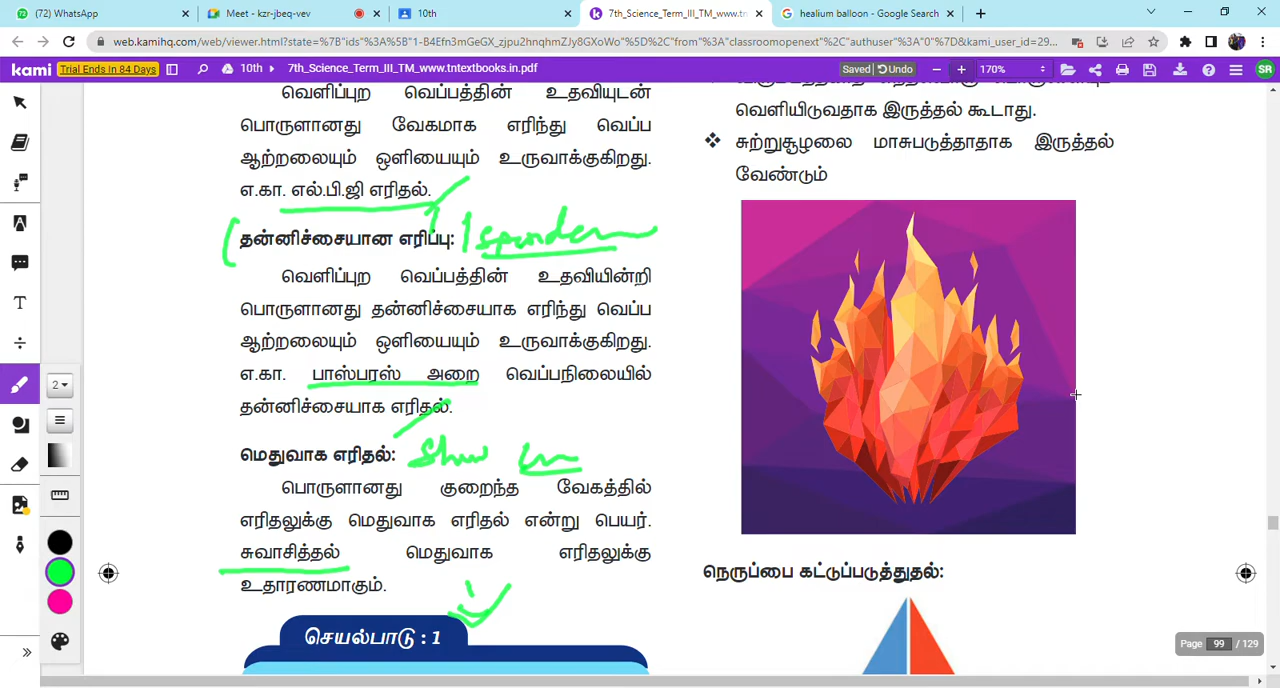 (72) WhatsApp
Meet - kzr-jbeq-vev
10th
7th_Science_Term_III_TM_www.tn
healium balloon - Google Search
web.kamihq.com/web/viewer.html?state=%7B"ids"%3A%5B"1-B4Efn3mGeGX_zjpu2hnqhmZJy8GXoWo"%5D%2C"from"%3A"classroomopennext"%2C"authuser"%3A"0"%7D&kami_user_id=29...
kami
Trial Ends In 84 Days
10th
7th_Science_Term_III_TM_www.tntextbooks.in.pdf
Saved
Undo
170%
SR
வெளிப்புற வெப்பத்தின் உதவியுடன்
பொருளானது வேகமாக எரிந்து வெப்ப
ஆற்றலையும் ஒளியையும் உருவாக்குகிறது.
எ.கா. எல்.பி.ஜி எரிதல்.
தன்னிச்சையான எரிப்பு:
வெளிப்புற வெப்பத்தின் உதவியின்றி
பொருளானது தன்னிச்சையாக எரிந்து வெப்ப
ஆற்றலையும் ஒளியையும் உருவாக்குகிறது.
எ.கா. பாஸ்பரஸ் அறை வெப்பநிலையில்
தன்னிச்சையாக எரிதல்.
மெதுவாக எரிதல்:
பொருளானது குறைந்த வேகத்தில்
எரிதலுக்கு மெதுவாக எரிதல் என்று பெயர்.
சுவாசித்தல் மெதுவாக எரிதலுக்கு
உதாரணமாகும்.
செயல்பாடு : 1
வெளியிடுவதாக இருத்தல் கூடாது.
❖ சுற்றுசூழலை மாசுபடுத்தாதாக இருத்தல்
வேண்டும்
நெருப்பை கட்டுப்படுத்துதல்:
2
Page 99 / 129